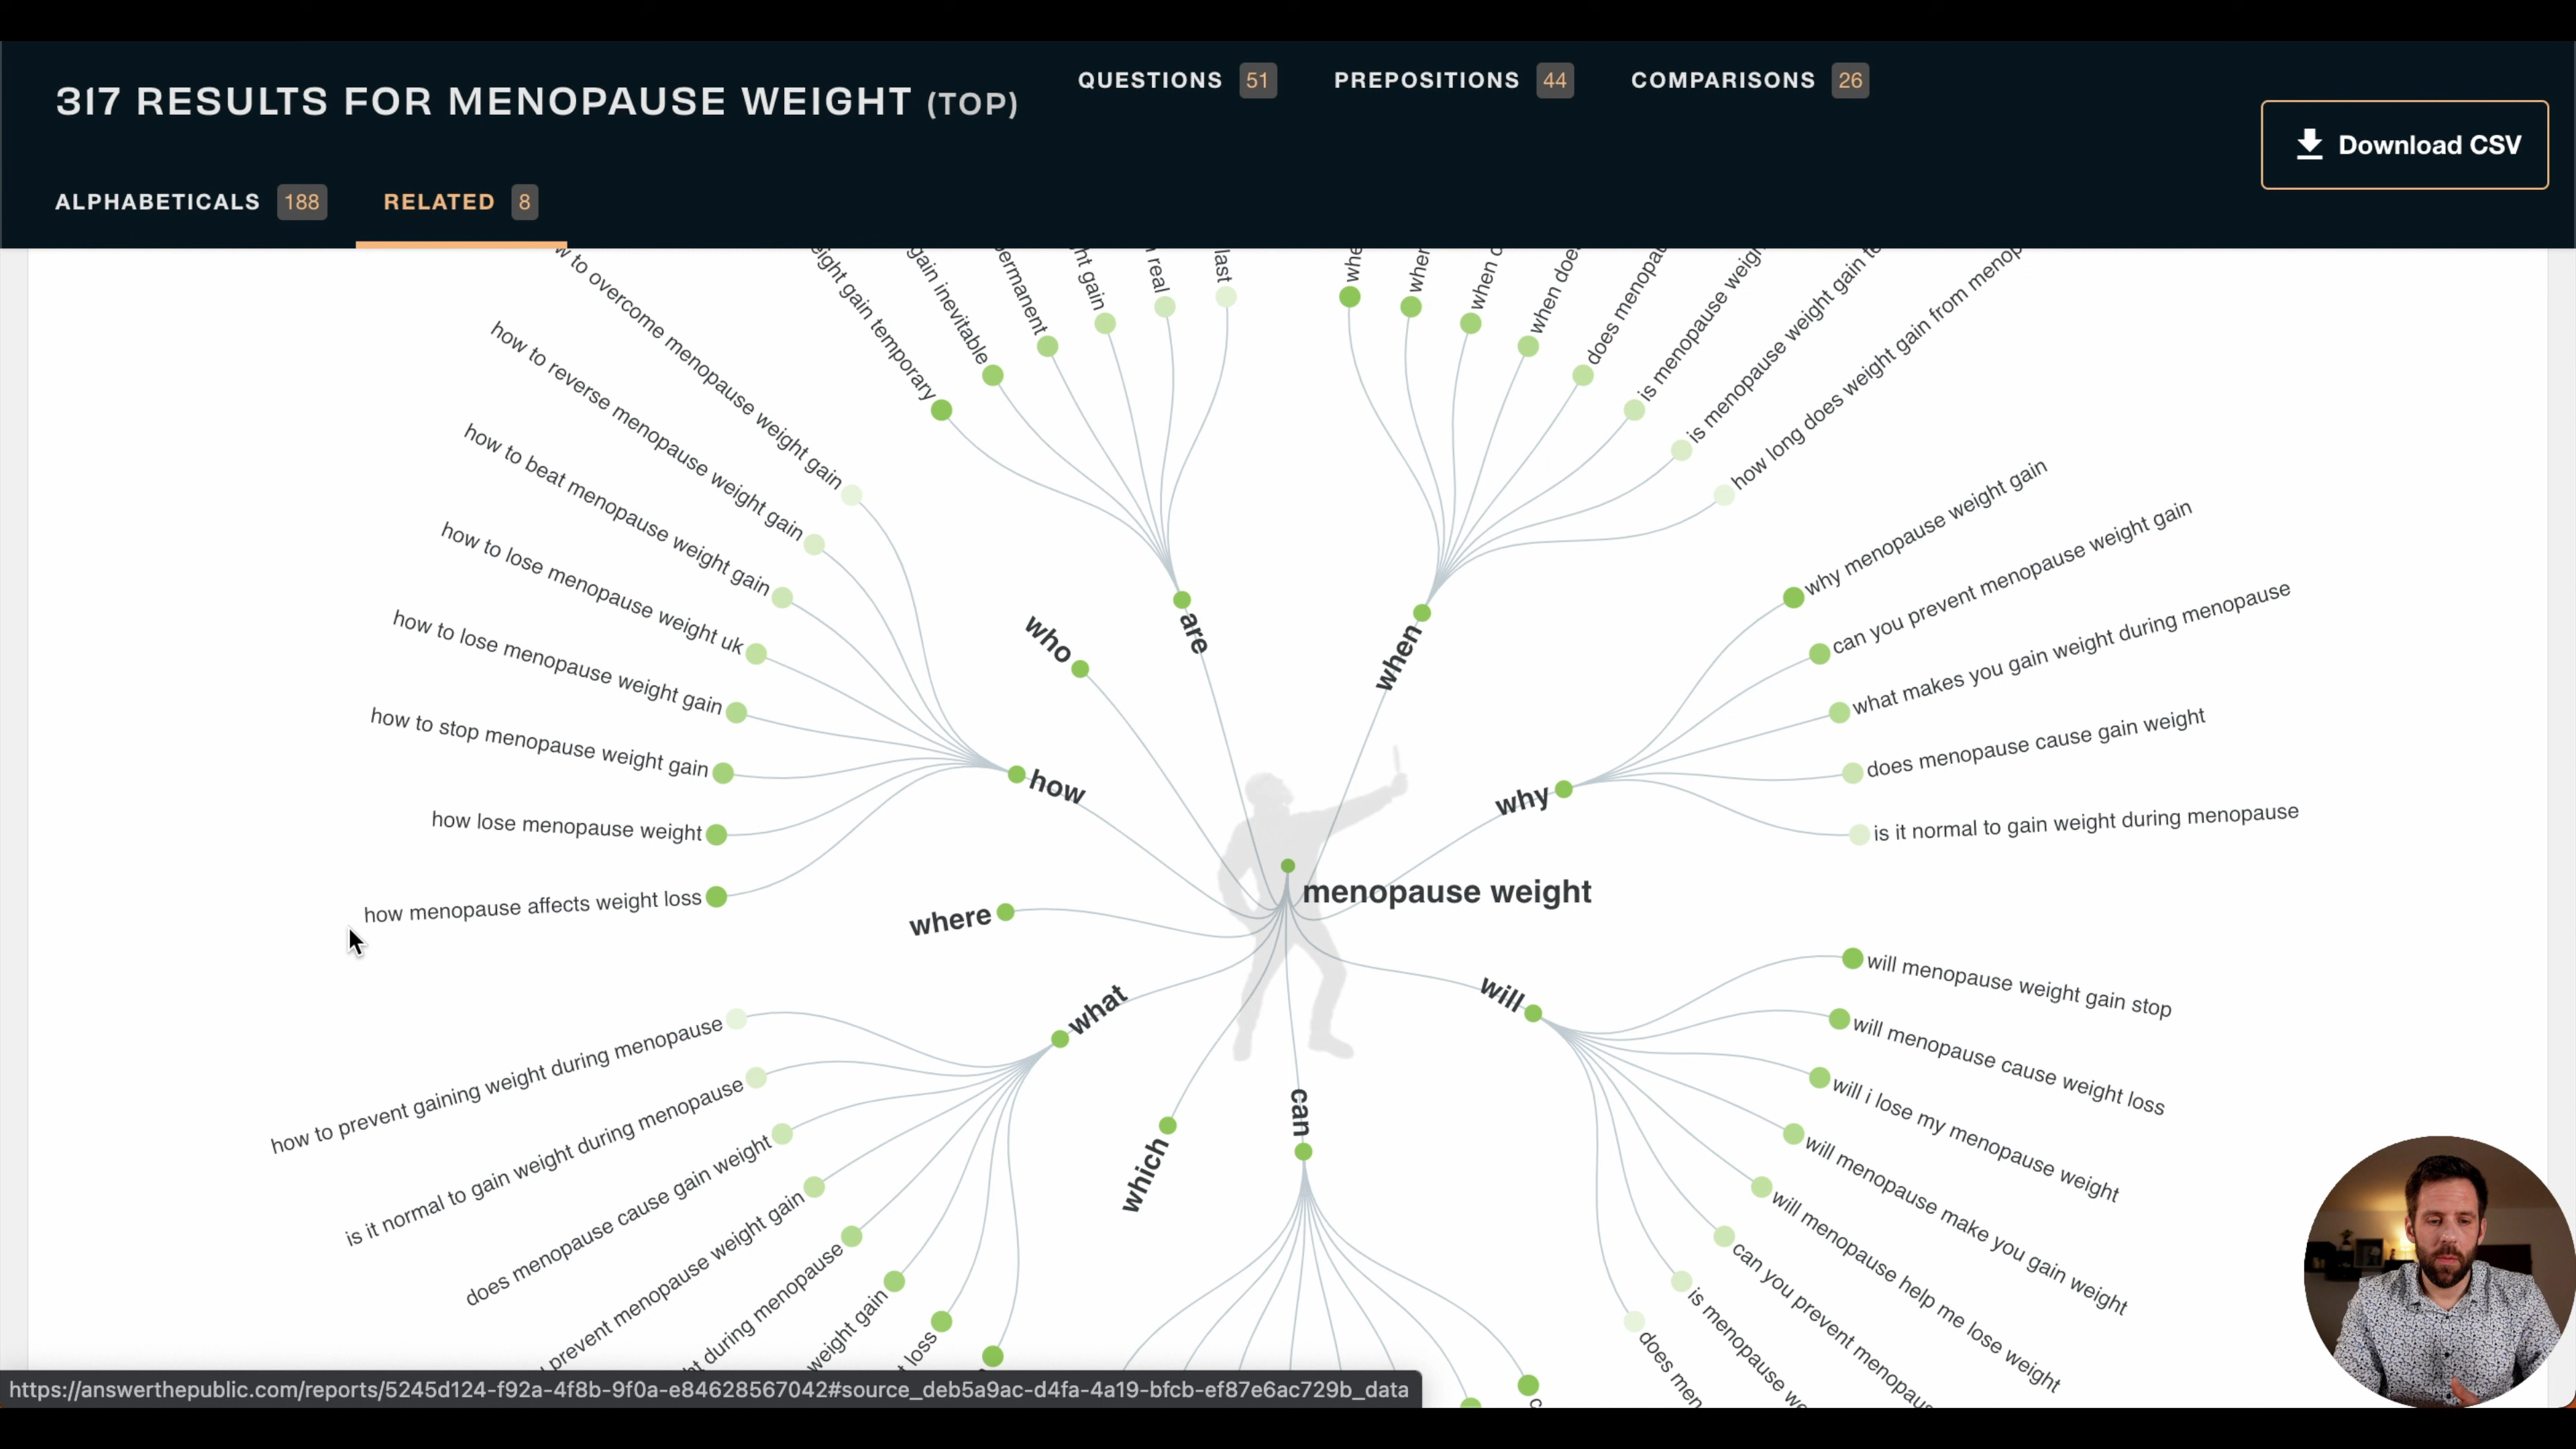 317 RESULTS FOR MENOPAUSE WEIGHT (TOP)
QUESTIONS 51
PREPOSITIONS 44
COMPARISONS 26
Download CSV
ALPHABETICALS 188
RELATED 8
to overcome menopause weight gain
how to reverse menopause weight gain
how to beat menopause weight gain
how to lose menopause weight uk
how to lose menopause weight gain
how to stop menopause weight gain
how lose menopause weight
how menopause affects weight loss
how
who
gain temporary
gain inevitable
gain
real
last
are
when
when does
does
is menopause
is menopause weight gain
how long does weight gain from
why menopause weight gain
can you prevent menopause weight gain
what makes you gain weight during menopause
does menopause cause gain weight
is it normal to gain weight during menopause
why
menopause weight
where
what
how to prevent gaining weight during menopause
is it normal to gain weight during menopause
does menopause cause gain weight
prevent menopause weight gain
during menopause
weight gain
loss
which
can
will
will menopause weight gain stop
will menopause cause weight loss
will i lose my menopause weight
will menopause make you gain weight
will menopause help me lose weight
can you prevent
is menopause
does
https://answerthepublic.com/reports/5245d124-f92a-4f8b-9f0a-e84628567042#source_deb5a9ac-d4fa-4a19-bfcb-ef87e6ac729b_data